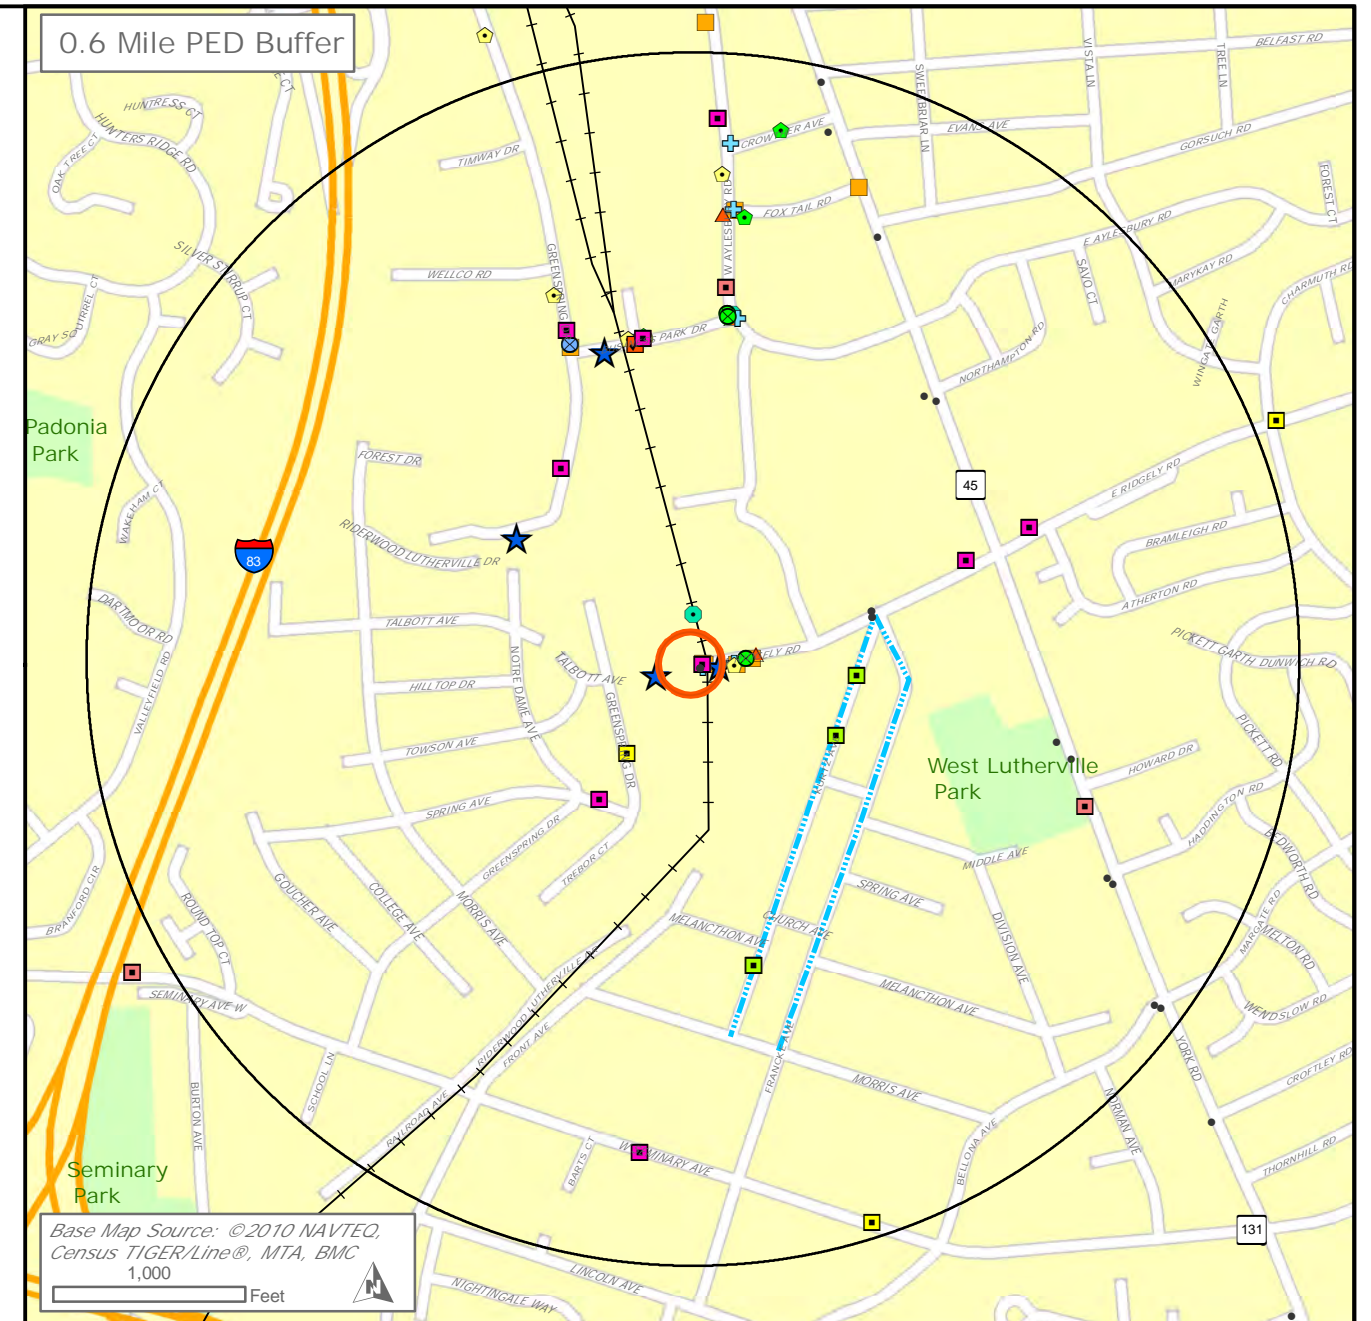 0.6 Mile PED Buffer
BELFAST RD
VISTA LN
TREE LN
SWEETBRIAR LN
EVANS AVE
GORSUCH RD
HUNTRESS CT
HUNTERS RIDGE RD
OAK TREE CT
TIMWAY DR
FOX TAIL RD
FOREST CT
E AYLESBURY RD
SILVER STIRRUP CT
WELLCO RD
GREENSPRING
SAVO CT
MARYKAY RD
CHARMUTH RD
GRAY SQUIRREL CT
PARK DR
NORTHAMPTON RD
WINGATE GARTH
Padonia
Park
FOREST DR
WAKEHAM CT
RIDERWOOD LUTHERVILLE DR
45
E RIDGELY RD
BRAMLEIGH RD
83
ATHERTON RD
DARTMOOR RD
TALBOTT AVE
PICKETT GARTH
DUNWICH RD
VALLEYFIELD RD
NOTRE DAME AVE
TALBOTT AVE
HILLTOP DR
GREENSPRING DR
PICKETT RD
TOWSON AVE
West Lutherville
Park
HOWARD DR
SPRING AVE
HADDINGTON RD
GREENSPRING DR
TREBOR CT
MIDDLE AVE
BEDWORTH RD
BRANFORD CIR
GOUCHER AVE
COLLEGE AVE
MORRIS AVE
SPRING AVE
ROUND TOP CT
MELANCTHON AVE
CHURCH AVE
DIVISION AVE
MARGATE RD
MELTON RD
SEMINARY AVE W
MELANCTHON AVE
WENDSLOW RD
FRONT AVE
YORK RD
CROFTLEY RD
SCHOOL LN
BURTON AVE
MORRIS AVE
RAILROAD AVE
NORMAN AVE
BELLONA AVE
THORNHILL RD
BARTS CT
Seminary
Park
131
Base Map Source: ©2010 NAVTEQ,
Census TIGER/Line®, MTA, BMC
1,000
Feet
N
LINCOLN AVE
NIGHTINGALE WAY